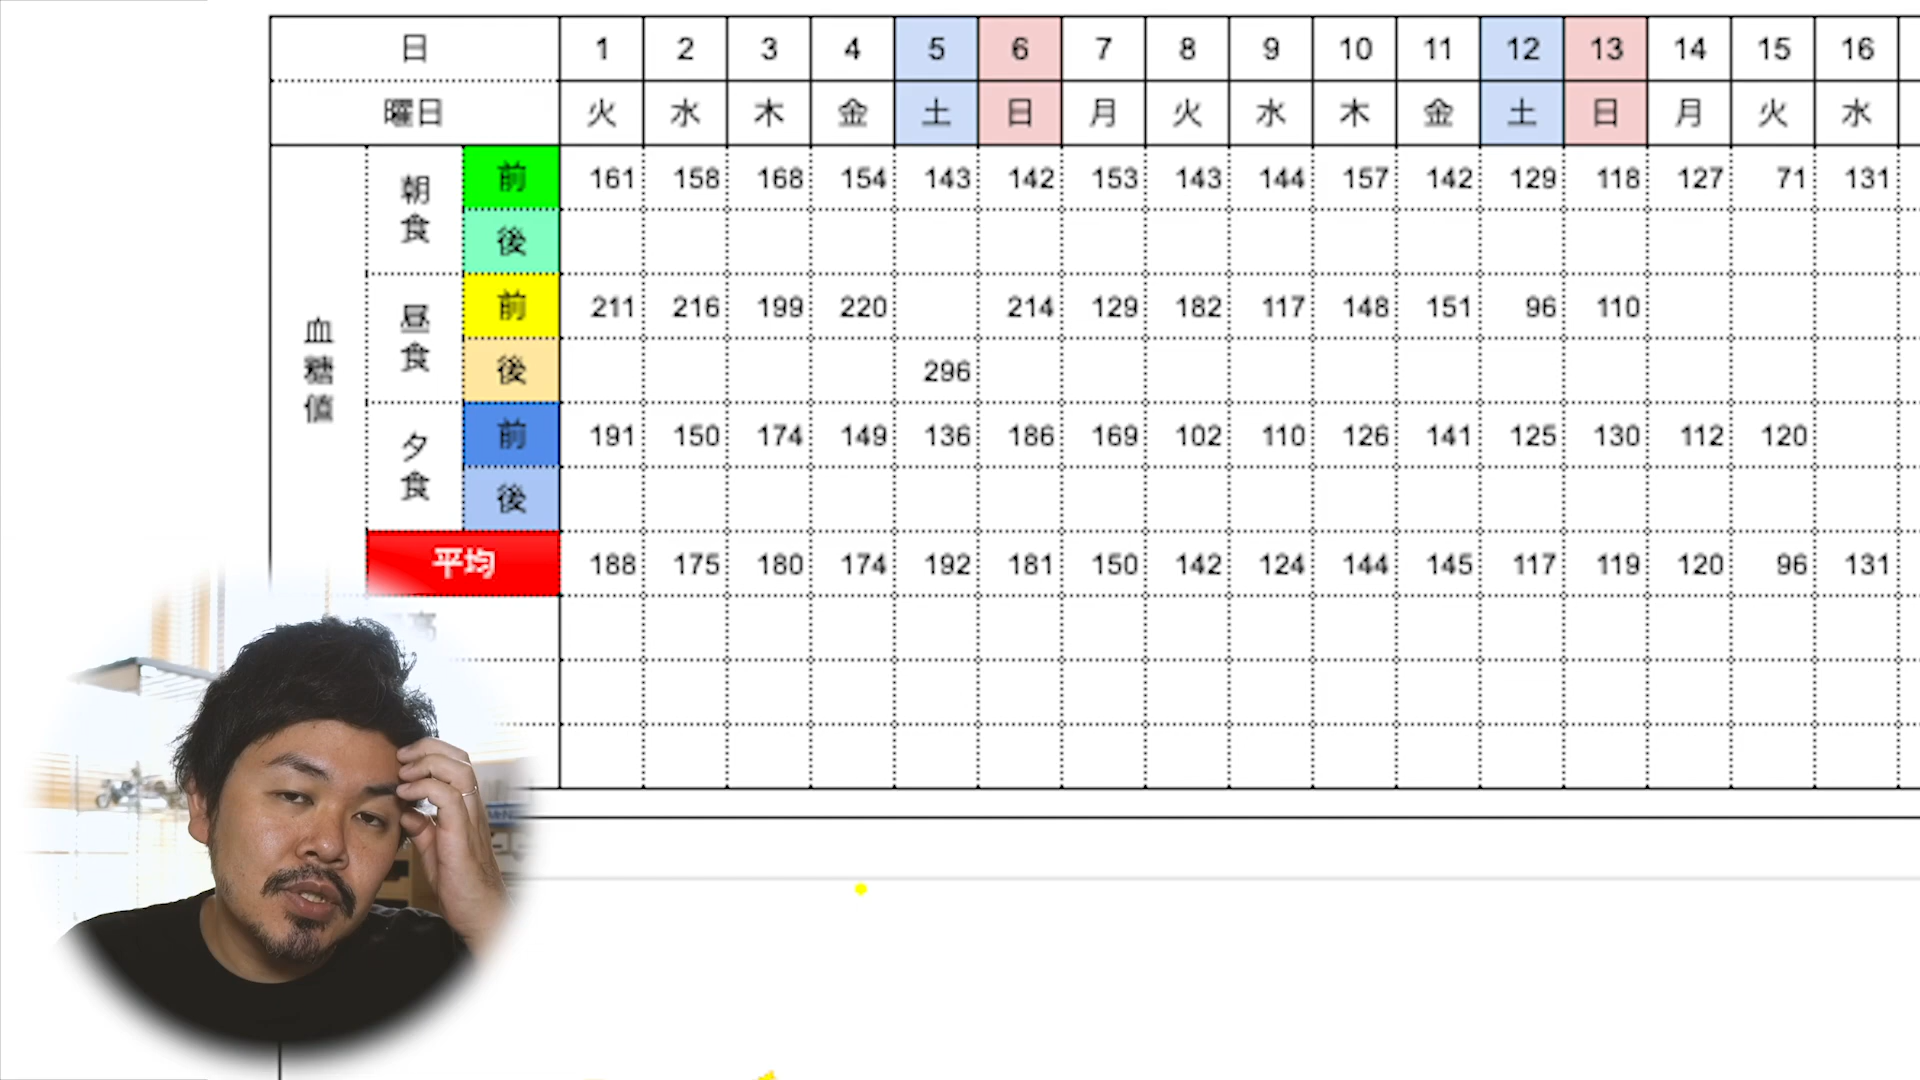 日 1 2 3 4 5 6 7 8 9 10 11 12 13 14 15 16
曜日 火 水 木 金 土 日 月 火 水 木 金 土 日 月 火 水
血糖値
朝食
前 161 158 168 154 143 142 153 143 144 157 142 129 118 127 71 131
後
昼食
前 211 216 199 220 214 129 182 117 148 151 96 110
後 296
夕食
前 191 150 174 149 136 186 169 102 110 126 141 125 130 112 120
後
平均 188 175 180 174 192 181 150 142 124 144 145 117 119 120 96 131